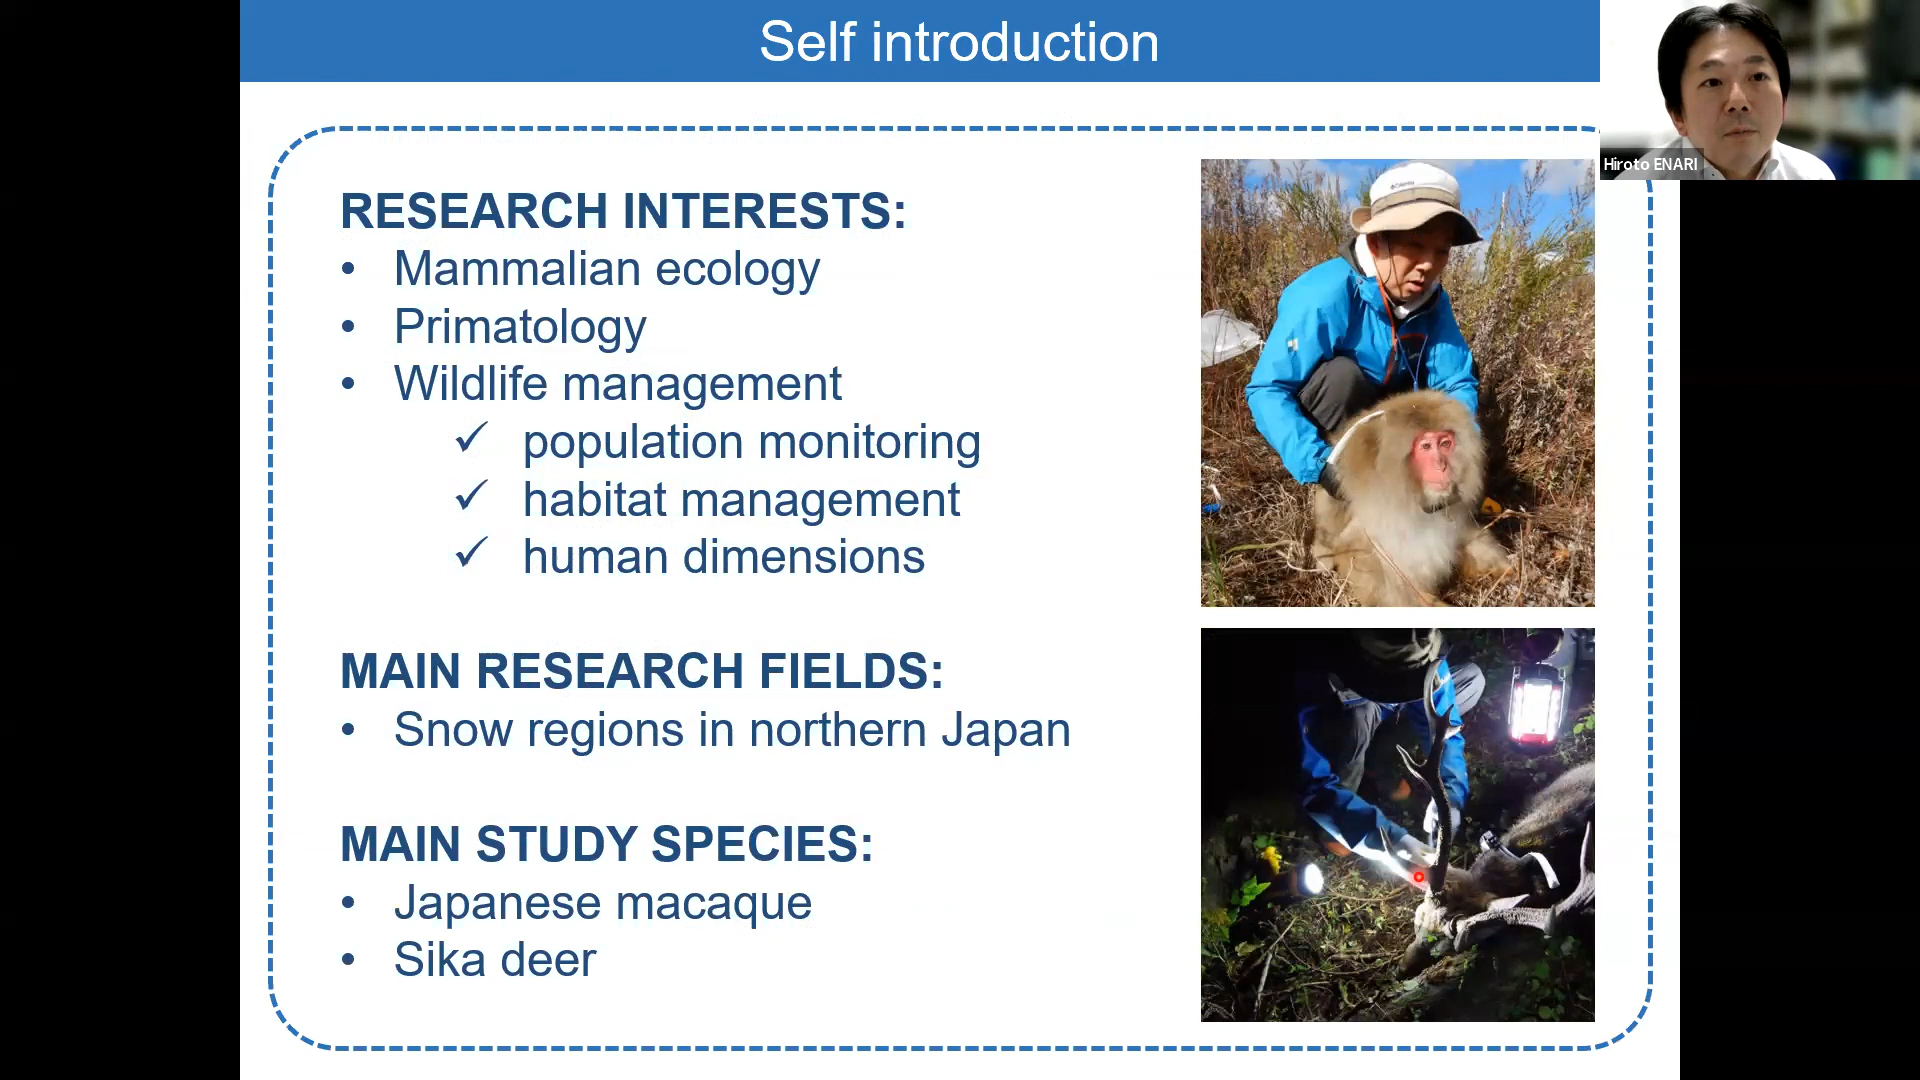 Self introduction
Hiroto ENARI
RESEARCH INTERESTS:
• Mammalian ecology
• Primatology
• Wildlife management
✓ population monitoring
✓ habitat management
✓ human dimensions
MAIN RESEARCH FIELDS:
• Snow regions in northern Japan
MAIN STUDY SPECIES:
• Japanese macaque
• Sika deer